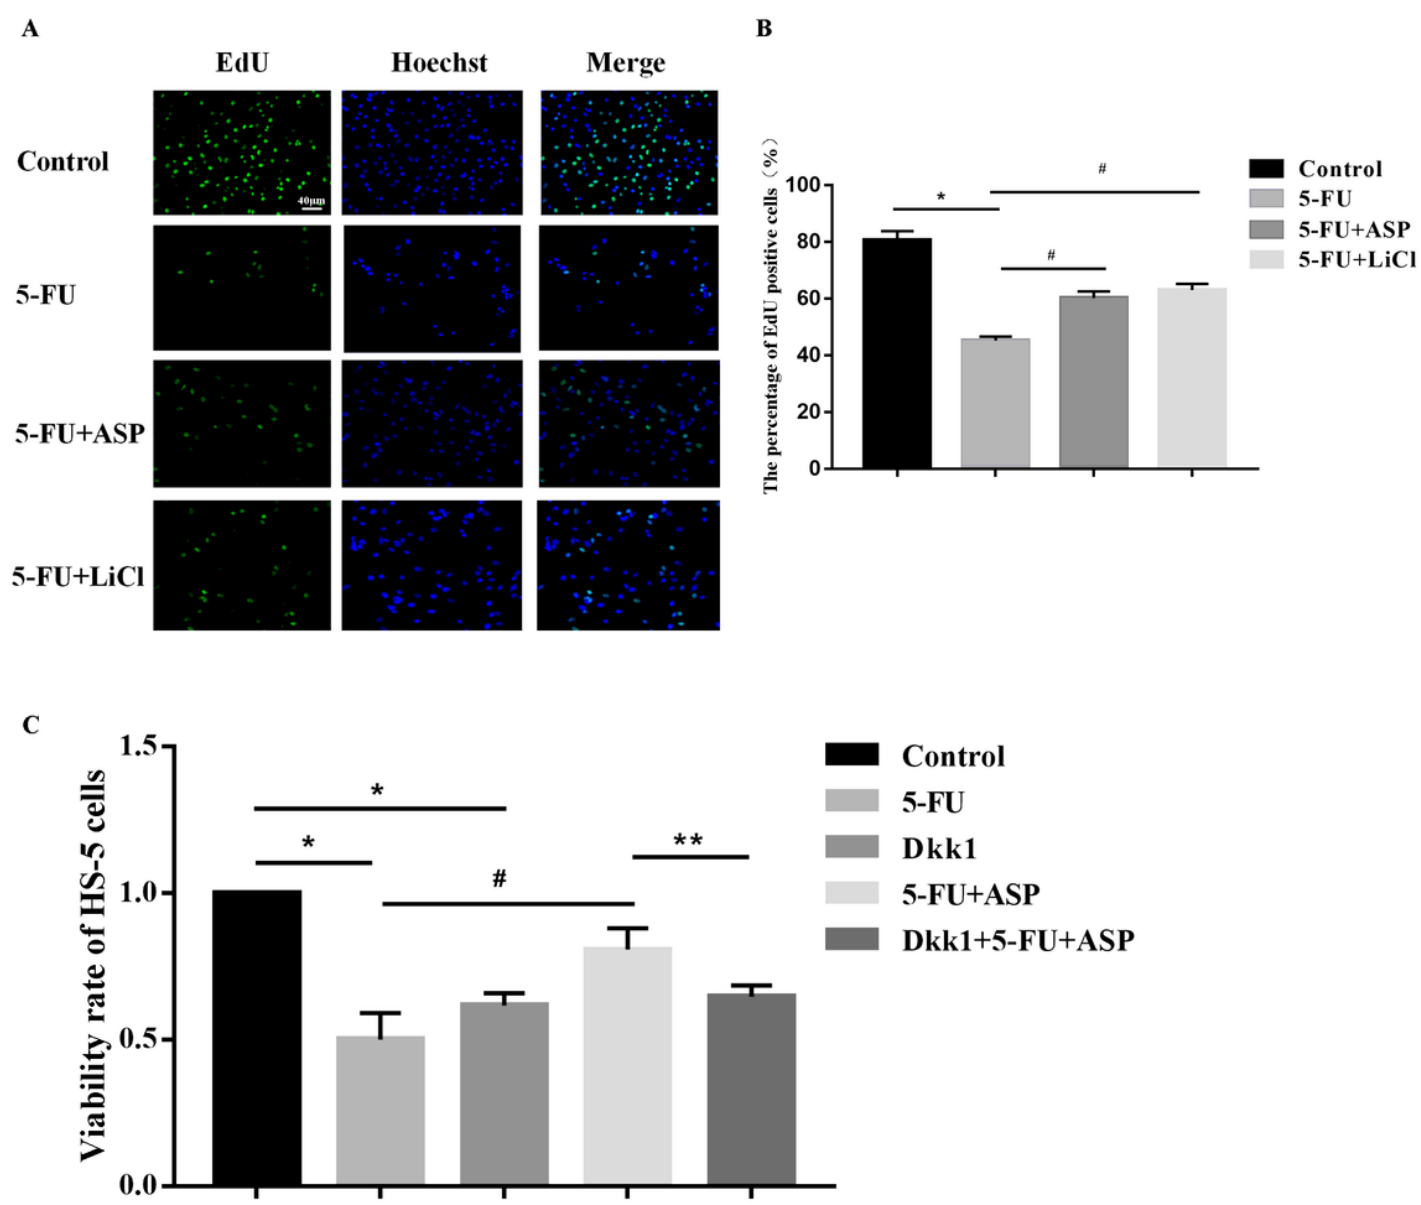 A
EdU Hoechst Merge
Control
40μm
5-FU
5-FU+ASP
5-FU+LiCl
B
The percentage of EdU positive cells (%)
100
80
60
40
20
0
*
#
#
Control
5-FU
5-FU+ASP
5-FU+LiCl
C
Viability rate of HS-5 cells
1.5
1.0
0.5
0.0
*
*
#
**
Control
5-FU
Dkk1
5-FU+ASP
Dkk1+5-FU+ASP